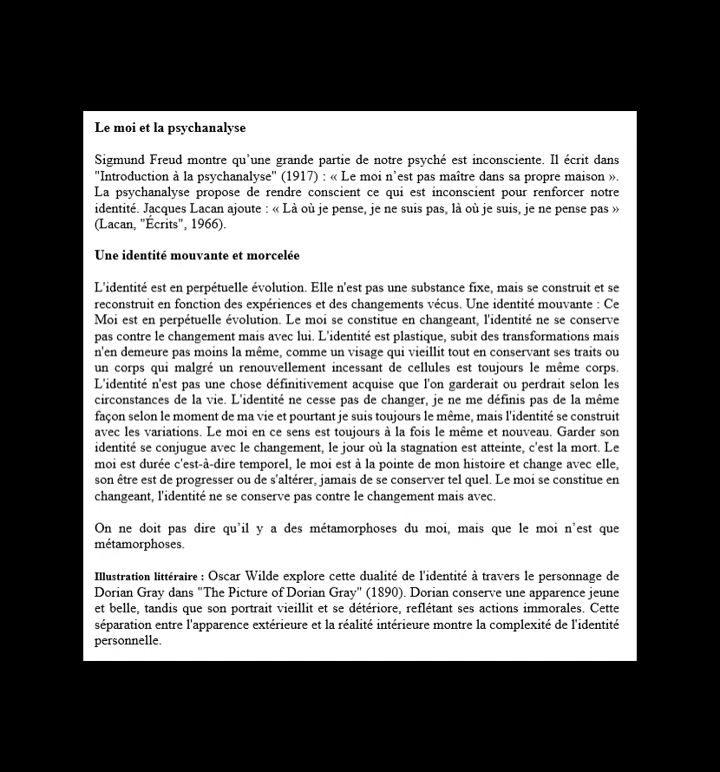 Le moi et la psychanalyse
Sigmund Freud montre qu’une grande partie de notre psyché est inconsciente. Il écrit dans
"Introduction à la psychanalyse" (1917) : « Le moi n’est pas maître dans sa propre maison ».
La psychanalyse propose de rendre conscient ce qui est inconscient pour renforcer notre
identité. Jacques Lacan ajoute : « Là où je pense, je ne suis pas, là où je suis, je ne pense pas »
(Lacan, "Écrits", 1966).
Une identité mouvante et morcelée
L'identité est en perpétuelle évolution. Elle n'est pas une substance fixe, mais se construit et se
reconstruit en fonction des expériences et des changements vécus. Une identité mouvante : Ce
Moi est en perpétuelle évolution. Le moi se constitue en changeant, l'identité ne se conserve
pas contre le changement mais avec lui. L'identité est plastique, subit des transformations mais
n'en demeure pas moins la même, comme un visage qui vieillit tout en conservant ses traits ou
un corps qui malgré un renouvellement incessant de cellules est toujours le même corps.
L'identité n'est pas une chose définitivement acquise que l'on garderait ou perdrait selon les
circonstances de la vie. L'identité ne cesse pas de changer, je ne me définis pas de la même
façon selon le moment de ma vie et pourtant je suis toujours le même, mais l'identité se construit
avec les variations. Le moi en ce sens est toujours à la fois le même et nouveau. Garder son
identité se conjugue avec le changement, le jour où la stagnation est atteinte, c'est la mort. Le
moi est durée c'est-à-dire temporel, le moi est à la pointe de mon histoire et change avec elle,
son être est de progresser ou de s'altérer, jamais de se conserver tel quel. Le moi se constitue en
changeant, l'identité ne se conserve pas contre le changement mais avec.
On ne doit pas dire qu’il y a des métamorphoses du moi, mais que le moi n’est que
métamorphoses.
Illustration littéraire : Oscar Wilde explore cette dualité de l'identité à travers le personnage de
Dorian Gray dans "The Picture of Dorian Gray" (1890). Dorian conserve une apparence jeune
et belle, tandis que son portrait vieillit et se détériore, reflétant ses actions immorales. Cette
séparation entre l'apparence extérieure et la réalité intérieure montre la complexité de l'identité
personnelle.